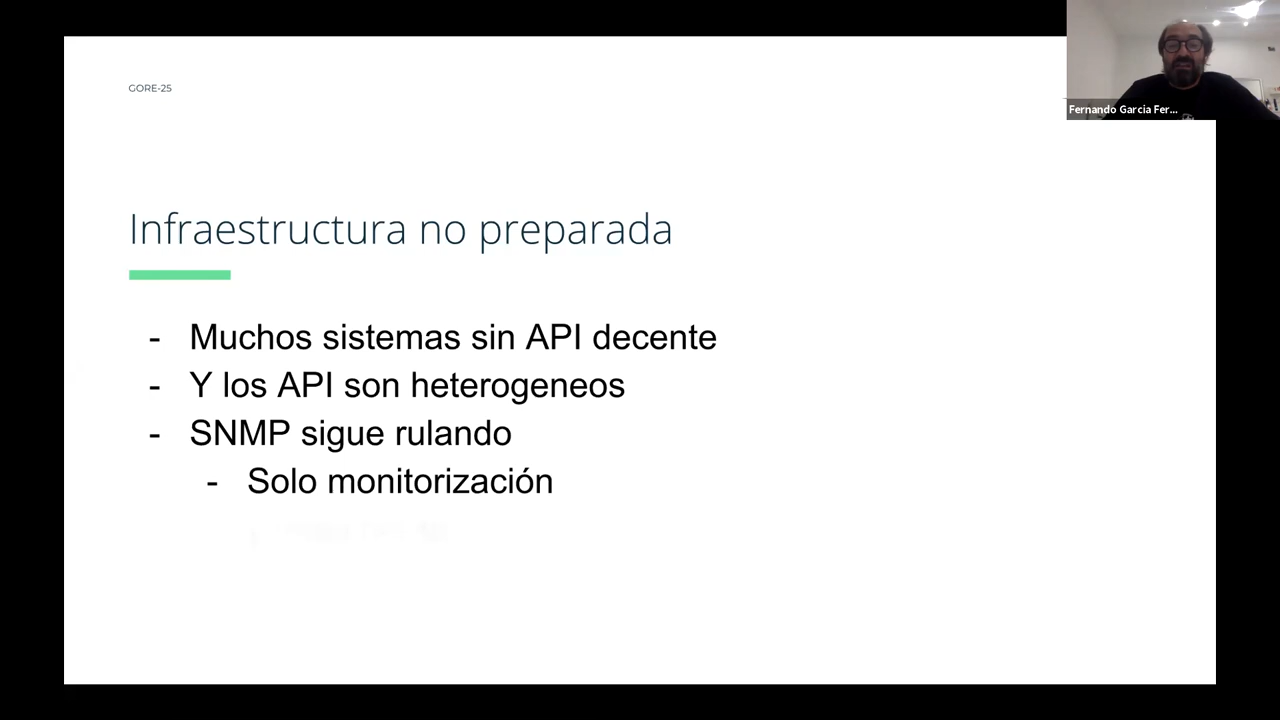 GORE-25
Fernando Garcia Fer...
Infraestructura no preparada
- Muchos sistemas sin API decente
- Y los API son heterogeneos
- SNMP sigue rulando
- Solo monitorización